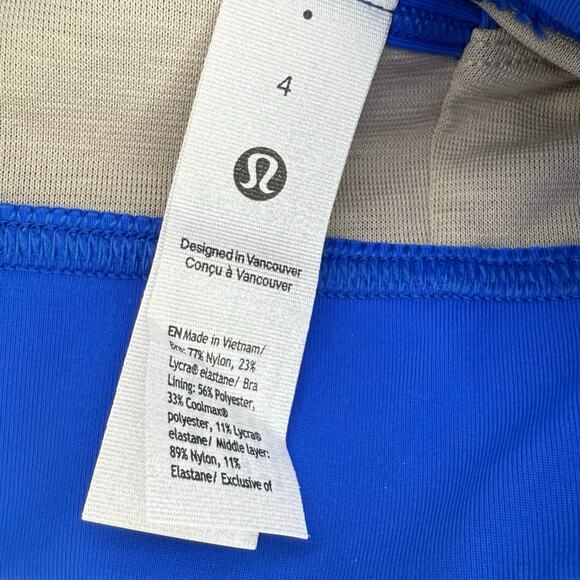 4
Designed in Vancouver
Conçu à Vancouver
EN Made in Vietnam/
Bra: 77% Nylon, 23%
Lycra® elastane/ Bra
Lining: 56% Polyester,
33% Coolmax®
polyester, 11% Lycra®
elastane/ Middle layer:
89% Nylon, 11%
Elastane/ Exclusive of